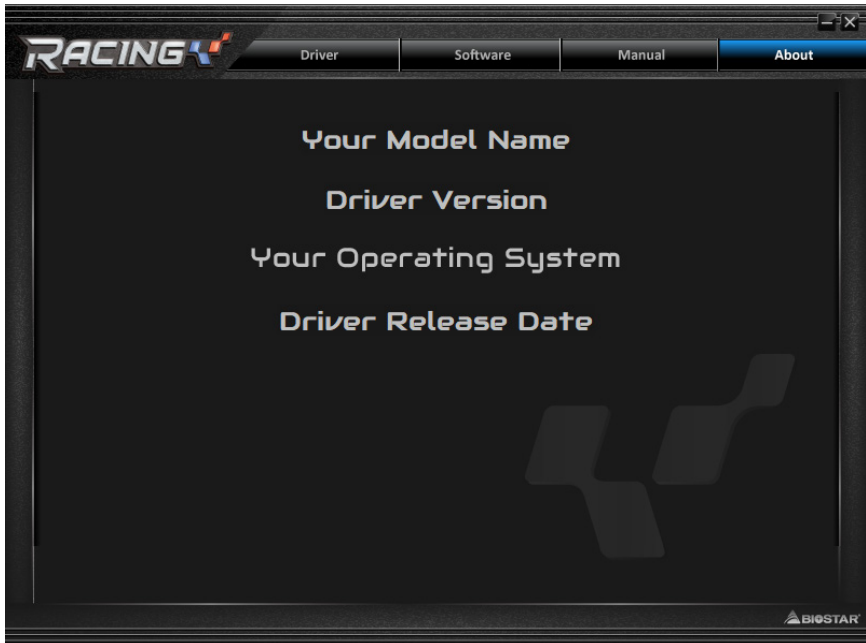 RACING
Driver
Software
Manual
About
Your Model Name
Driver Version
Your Operating System
Driver Release Date
BIOSTAR